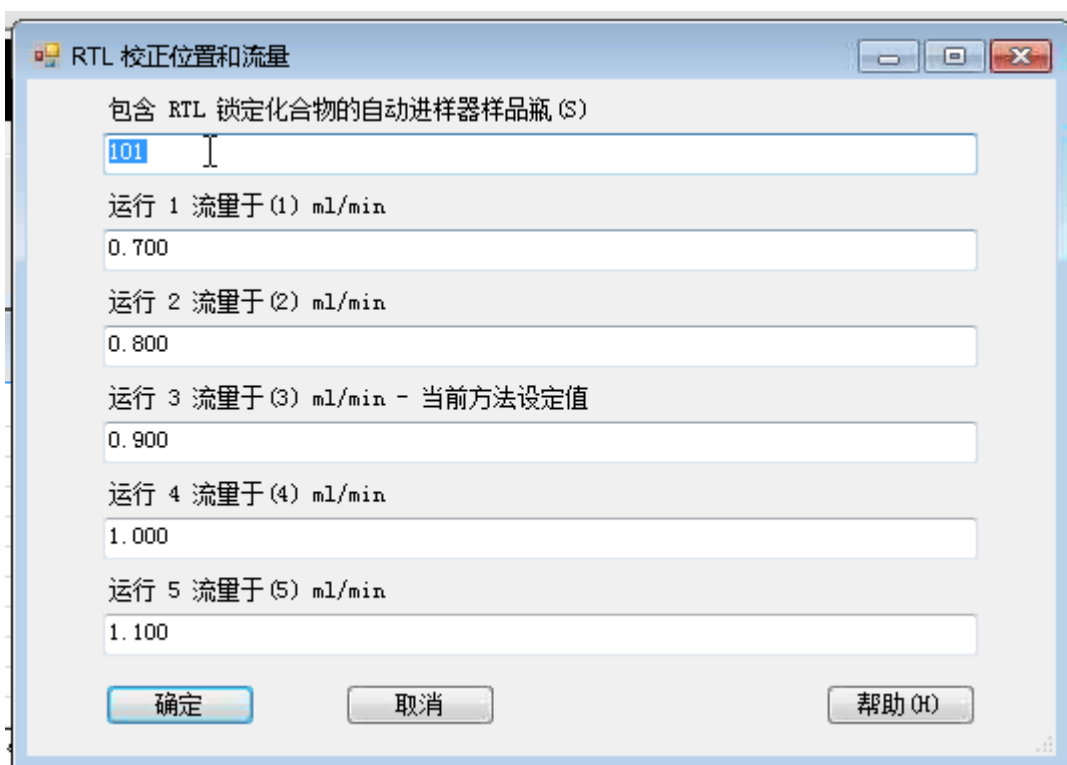 RTL 校正位置和流量
包含 RTL 锁定化合物的自动进样器样品瓶(S)
101
运行 1 流量于(1) ml/min
0.700
运行 2 流量于(2) ml/min
0.800
运行 3 流量于(3) ml/min - 当前方法设定值
0.900
运行 4 流量于(4) ml/min
1.000
运行 5 流量于(5) ml/min
1.100
确定 取消 帮助(H)